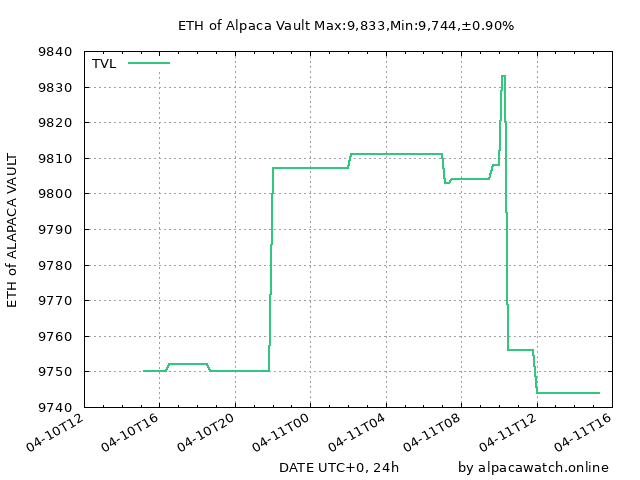 ETH of Alpaca Vault Max:9,833,Min:9,744,±0.90%
TVL
9840
9830
9820
9810
9800
9790
9780
9770
9760
9750
9740
ETH of ALAPACA VAULT
04-10T12
04-10T16
04-10T20
04-11T00
04-11T04
04-11T08
04-11T12
04-11T16
DATE UTC+0, 24h
by alpacawatch.online